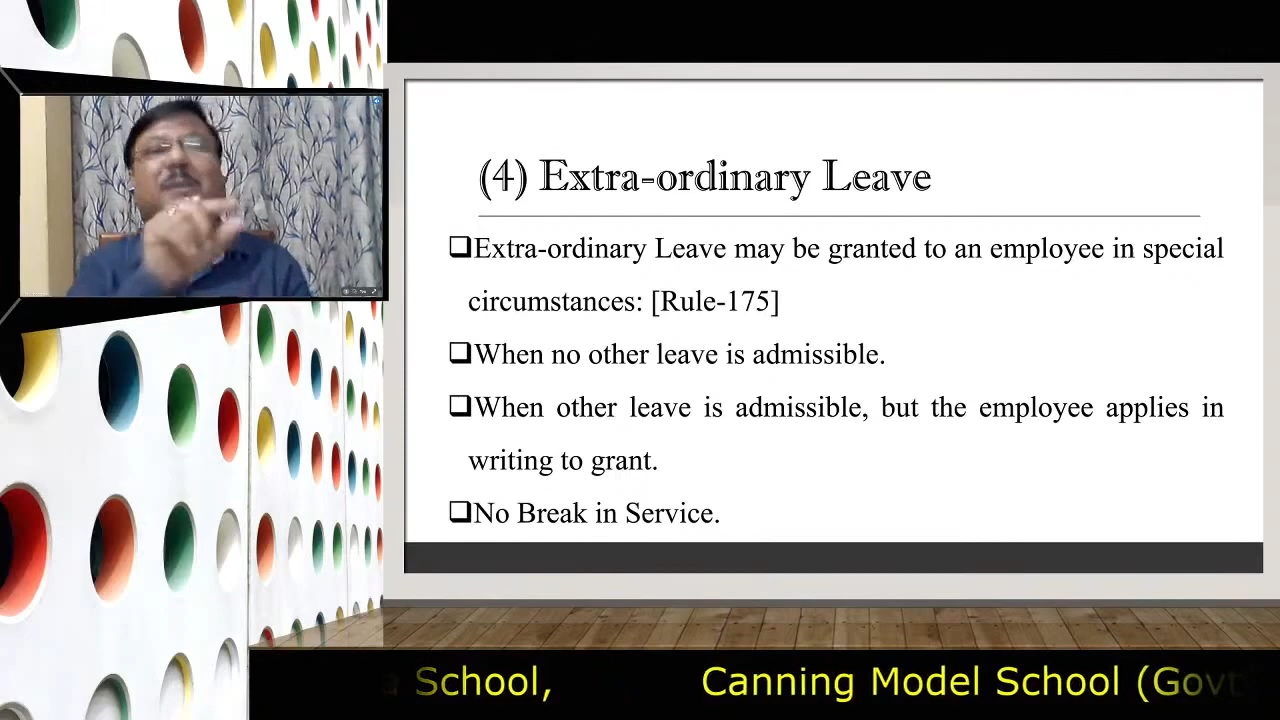 (4) Extra-ordinary Leave
❑Extra-ordinary Leave may be granted to an employee in special
circumstances: [Rule-175]
❑When no other leave is admissible.
❑When other leave is admissible, but the employee applies in
writing to grant.
❑No Break in Service.
School, Canning Model School (Govt